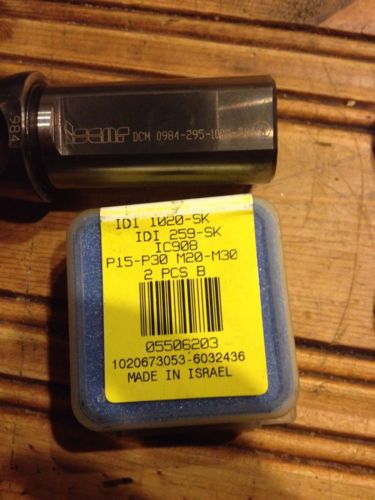 984
ISCAR DCM 0984-295-
IDI 1020-SK
IDI 259-SK
IC908
P15-P30 M20-M30
2 PCS B
05506203
1020673053-6032436
MADE IN ISRAEL